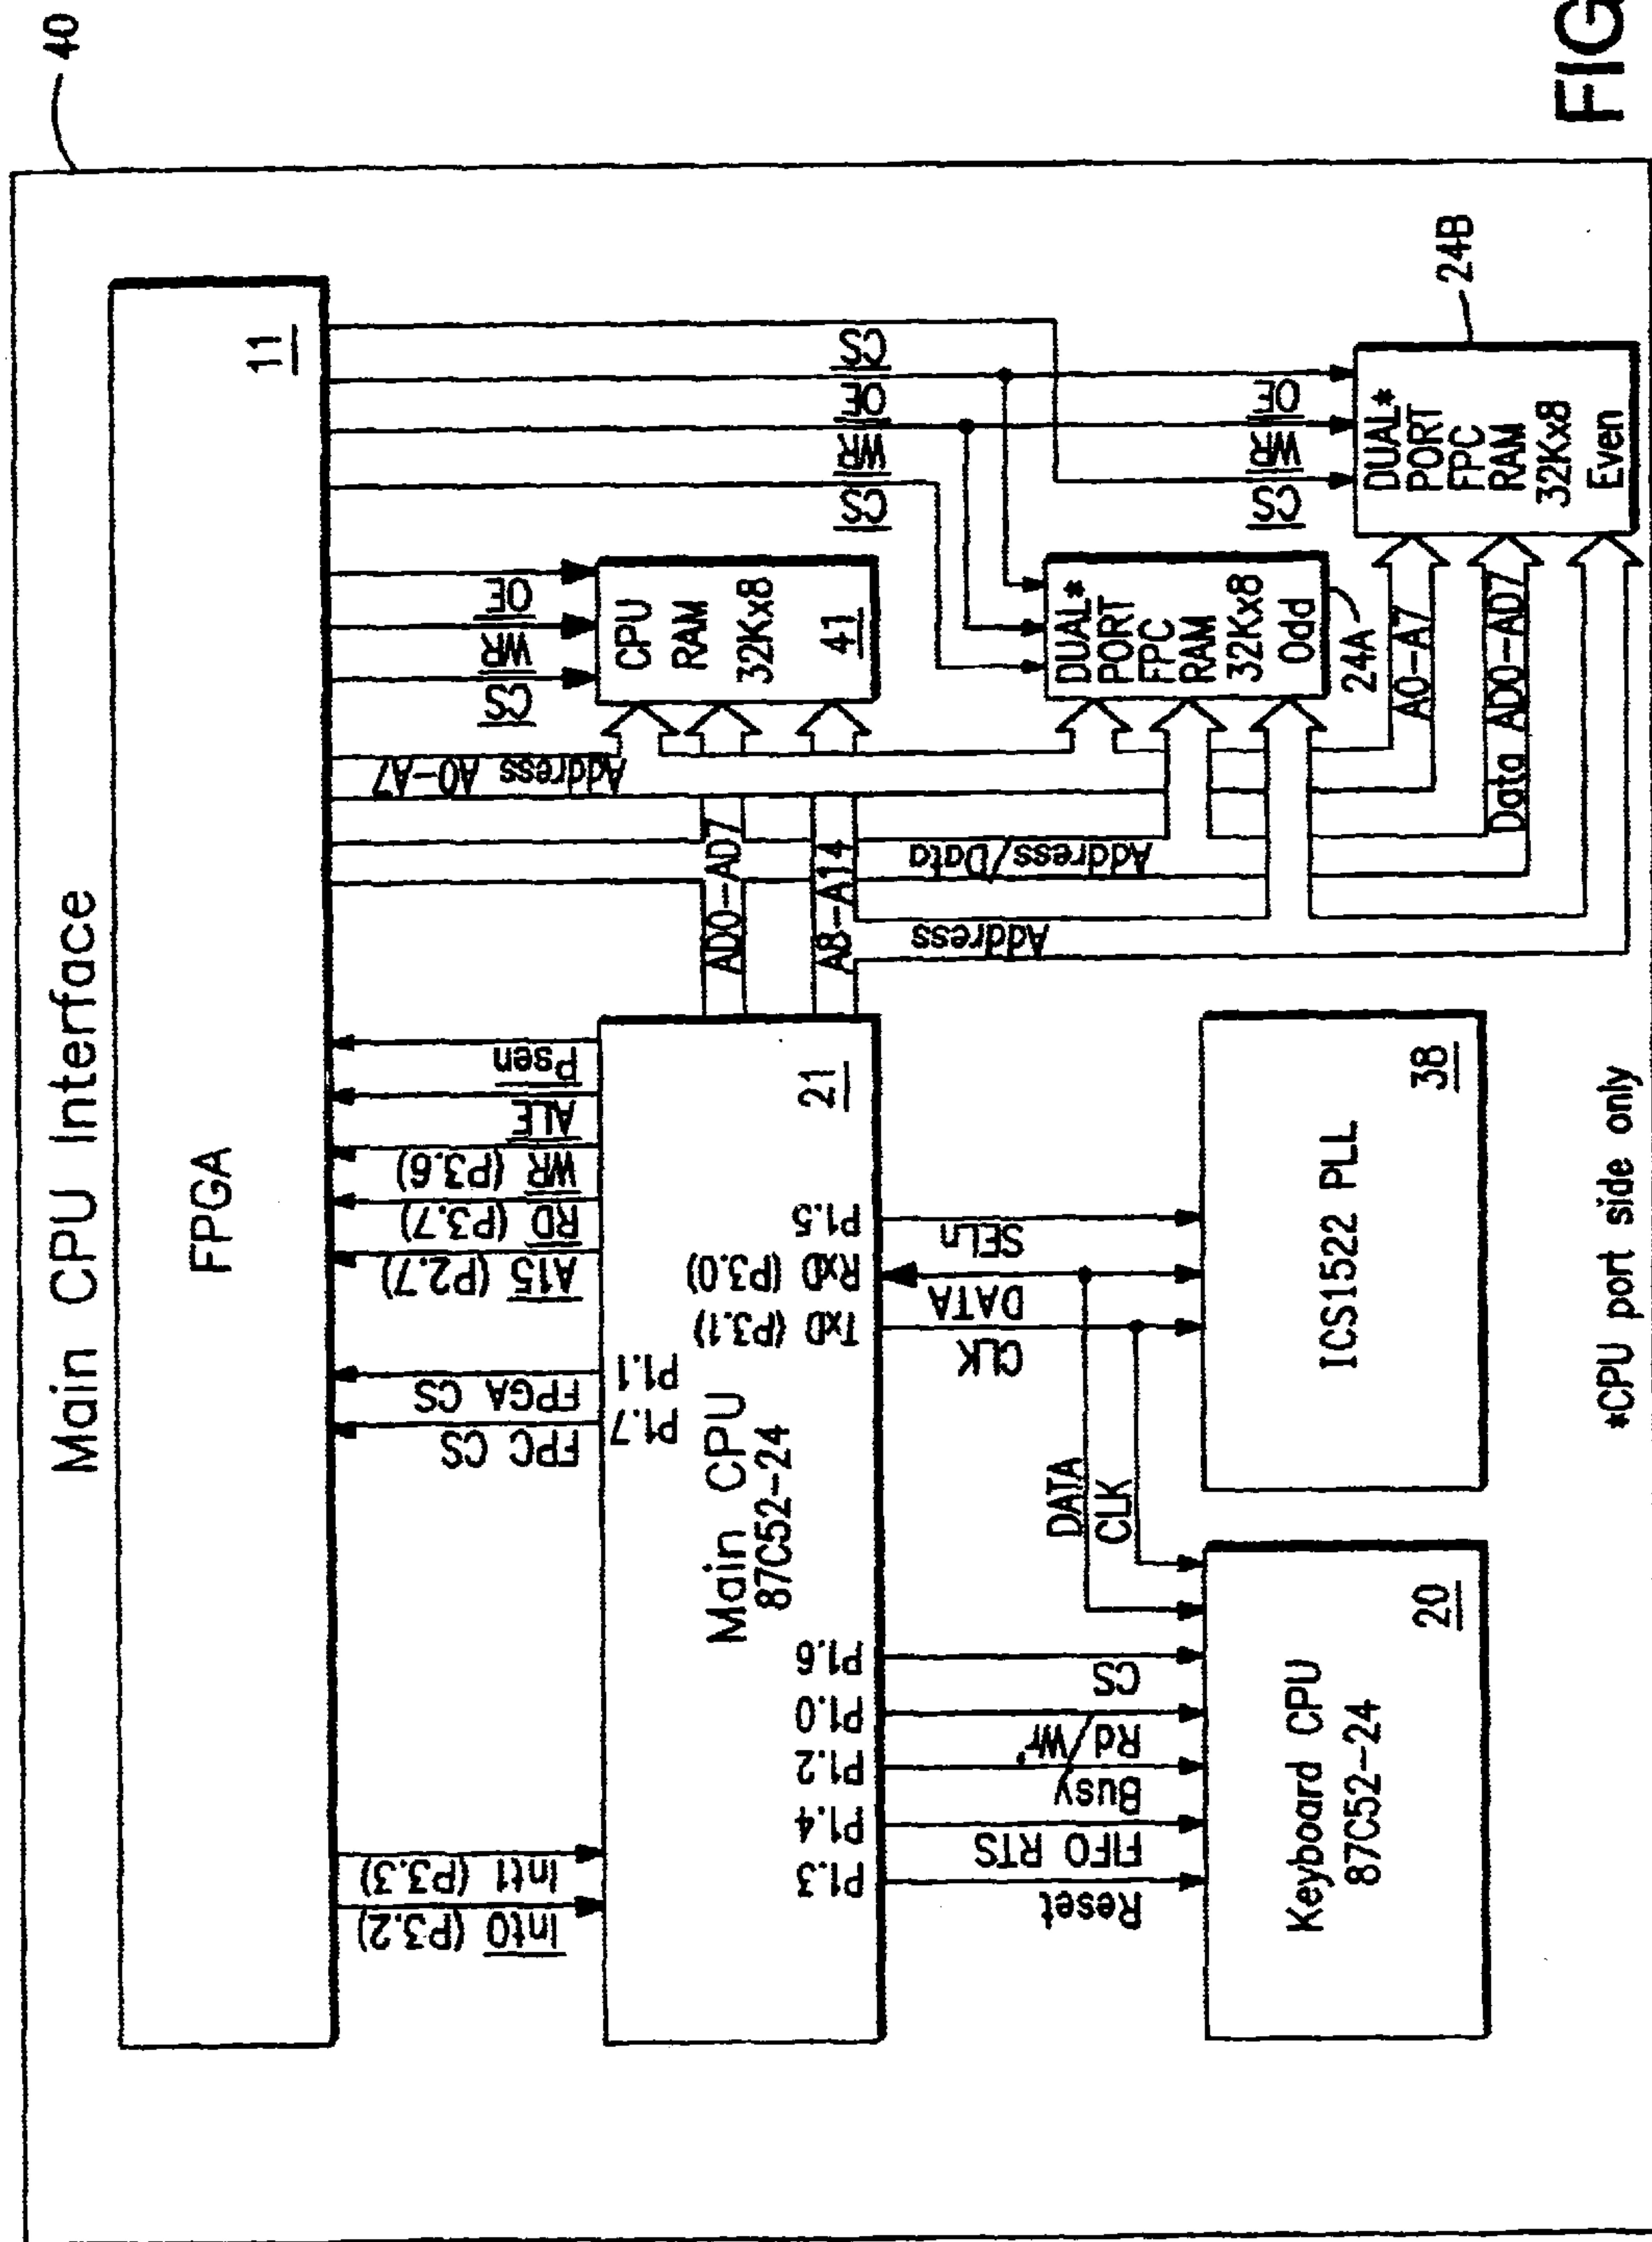 40
FIG
Main CPU Interface
FPGA
11
Int0 (P3.2)
Int1 (P3.3)
FPC CS
FPGA CS
A15 (P2.7)
RD (P3.7)
WR (P3.6)
ALE
Psen
P1.7
P1.1
Main CPU
87C52-24
21
P1.3
P1.4
P1.2
P1.0
P1.6
TxD (P3.1)
RxD (P3.0)
P1.5
Reset
FIFO RTS
Busy
Rd/Wr'
CS
CLK
DATA
SELn
DATA
CLK
Keyboard CPU
87C52-24
20
ICS1522 PLL
38
AD0-AD7
A8-A14
Address A0-A7
Address/Data
Address
CS
WR
OE
CPU
RAM
32Kx8
41
CS
WR
OE
CS
DUAL*
PORT
FPC
RAM
32Kx8
Odd
24A
CS
WR
OE
DUAL*
PORT
FPC
RAM
32Kx8
Even
24B
A0-A7
Data AD0-AD7
*CPU port side only